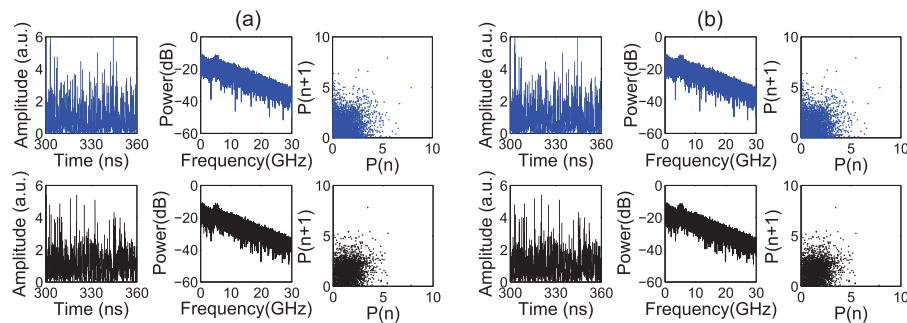 (a)
Amplitude (a.u.)
6
4
2
0
300 330 360
Time (ns)
Power(dB)
0
−20
−40
−60
0 10 20 30
Frequency(GHz)
P(n+1)
10
5
0
0 5 10
P(n)
Amplitude (a.u.)
6
4
2
0
300 330 360
Time (ns)
Power(dB)
0
−20
−40
−60
0 10 20 30
Frequency(GHz)
P(n+1)
10
5
0
0 5 10
P(n)
(b)
Amplitude (a.u.)
6
4
2
0
300 330 360
Time (ns)
Power(dB)
0
−20
−40
−60
0 10 20 30
Frequency(GHz)
P(n+1)
10
5
0
0 5 10
P(n)
Amplitude (a.u.)
6
4
2
0
300 330 360
Time (ns)
Power(dB)
0
−20
−40
−60
0 10 20 30
Frequency(GHz)
P(n+1)
10
5
0
0 5 10
P(n)